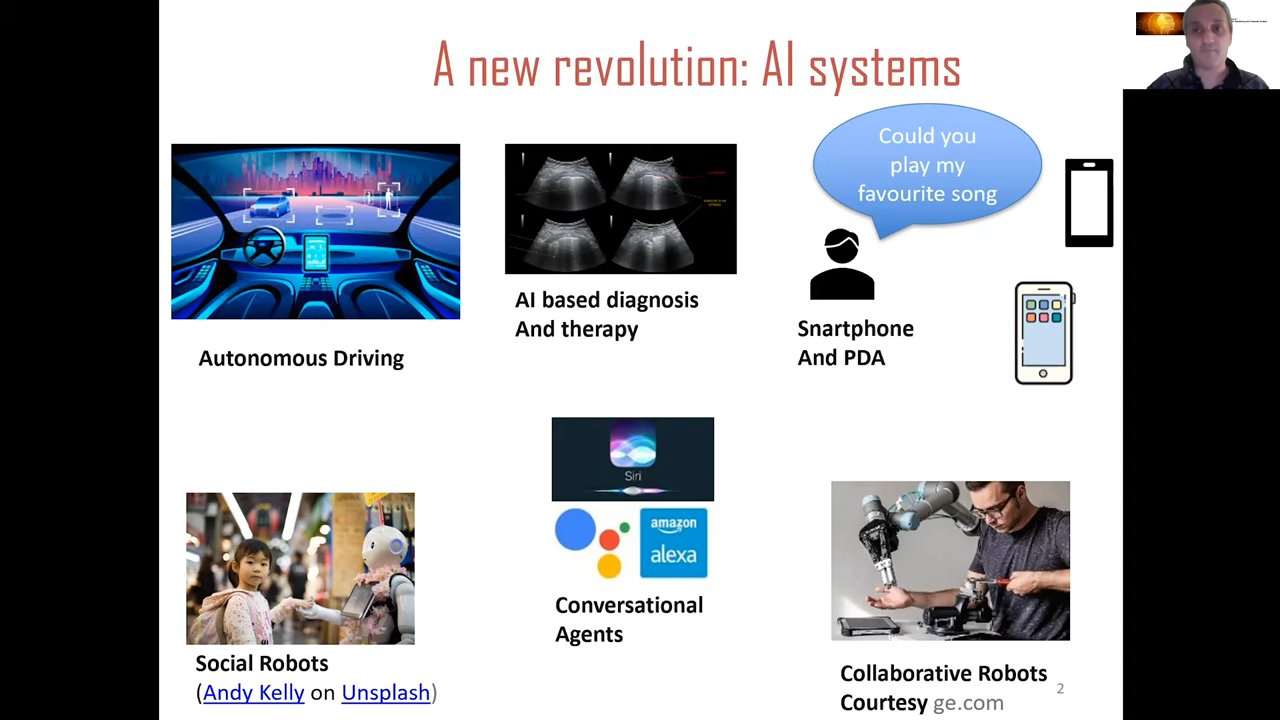 A new revolution: AI systems
Could you
play my
favourite song
AI based diagnosis
And therapy
Snartphone
And PDA
Autonomous Driving
Siri
amazon
alexa
Conversational
Agents
Social Robots
(Andy Kelly on Unsplash)
Collaborative Robots
Courtesy ge.com
2